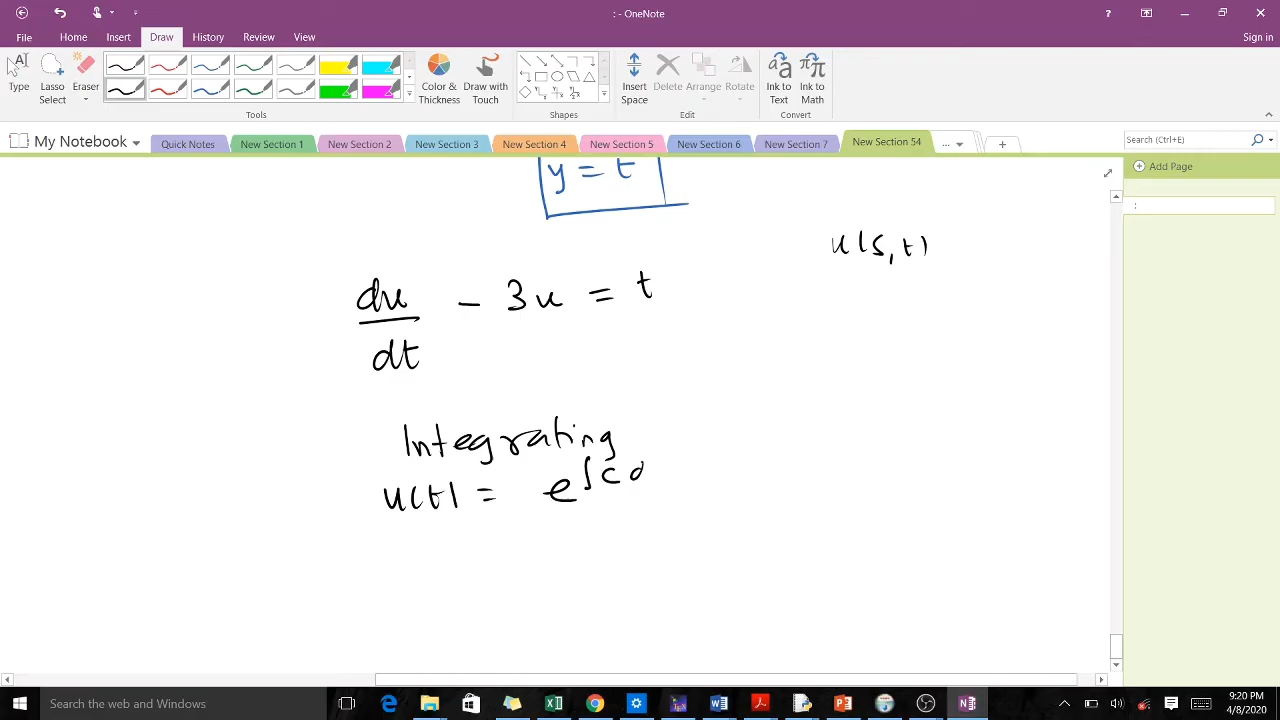 : - OneNote
Sign in
File Home Insert Draw History Review View
Type
Lasso Select
Eraser
Color & Thickness
Draw with Touch
Insert Space
Delete
Arrange
Rotate
Ink to Text
Ink to Math
Tools
Shapes
Edit
Convert
My Notebook
Quick Notes
New Section 1
New Section 2
New Section 3
New Section 4
New Section 5
New Section 6
New Section 7
New Section 54
...
Search (Ctrl+E)
Add Page
:
y = t
u(s,t)
du/dt - 3u = t
Integrating
u(t) = e^∫c d
Search the web and Windows
9:20 PM
4/8/2020